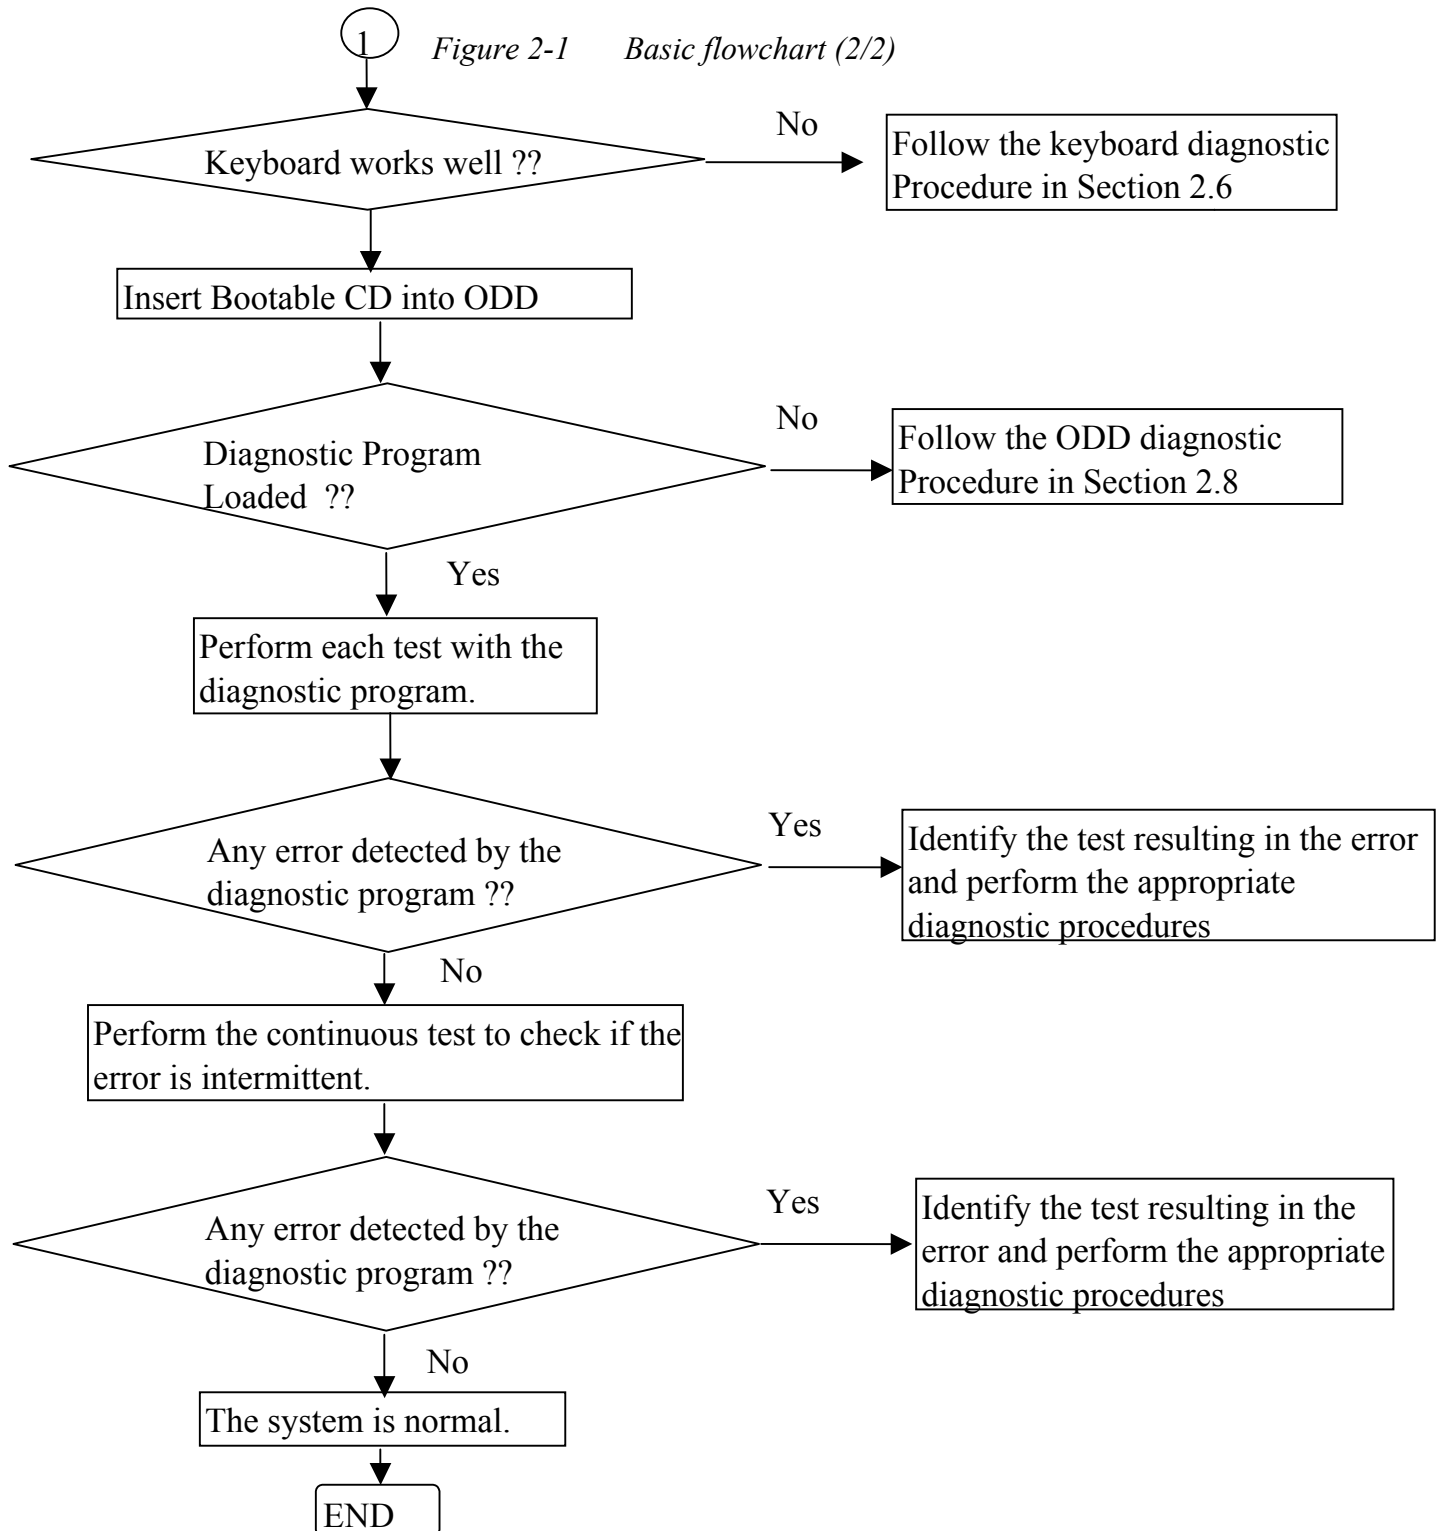 1
Figure 2-1 Basic flowchart (2/2)
Keyboard works well ??
No
Follow the keyboard diagnostic
Procedure in Section 2.6
Insert Bootable CD into ODD
Diagnostic Program
Loaded ??
No
Follow the ODD diagnostic
Procedure in Section 2.8
Yes
Perform each test with the
diagnostic program.
Any error detected by the
diagnostic program ??
Yes
Identify the test resulting in the error
and perform the appropriate
diagnostic procedures
No
Perform the continuous test to check if the
error is intermittent.
Any error detected by the
diagnostic program ??
Yes
Identify the test resulting in the
error and perform the appropriate
diagnostic procedures
No
The system is normal.
END